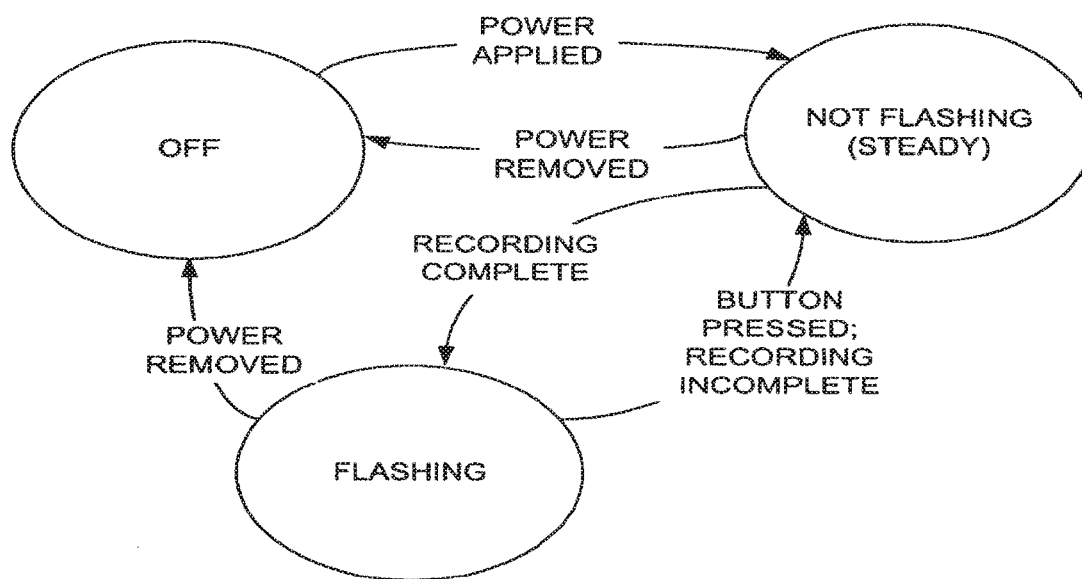 POWER
APPLIED
OFF
NOT FLASHING
(STEADY)
POWER
REMOVED
RECORDING
COMPLETE
BUTTON
PRESSED;
RECORDING
INCOMPLETE
POWER
REMOVED
FLASHING